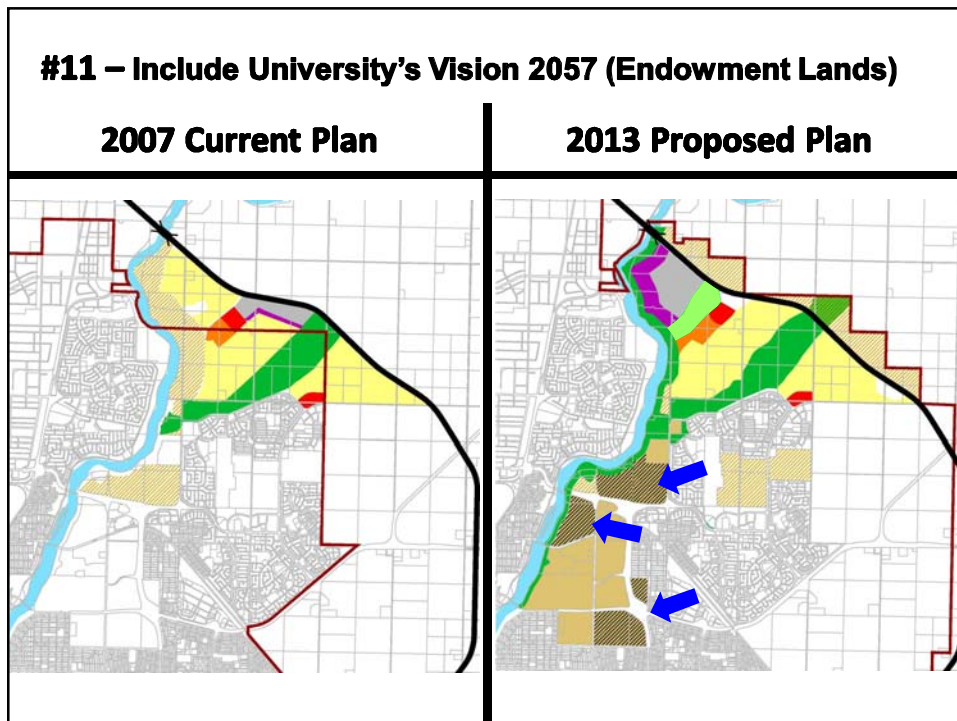 #11 – Include University's Vision 2057 (Endowment Lands)
2007 Current Plan
2013 Proposed Plan